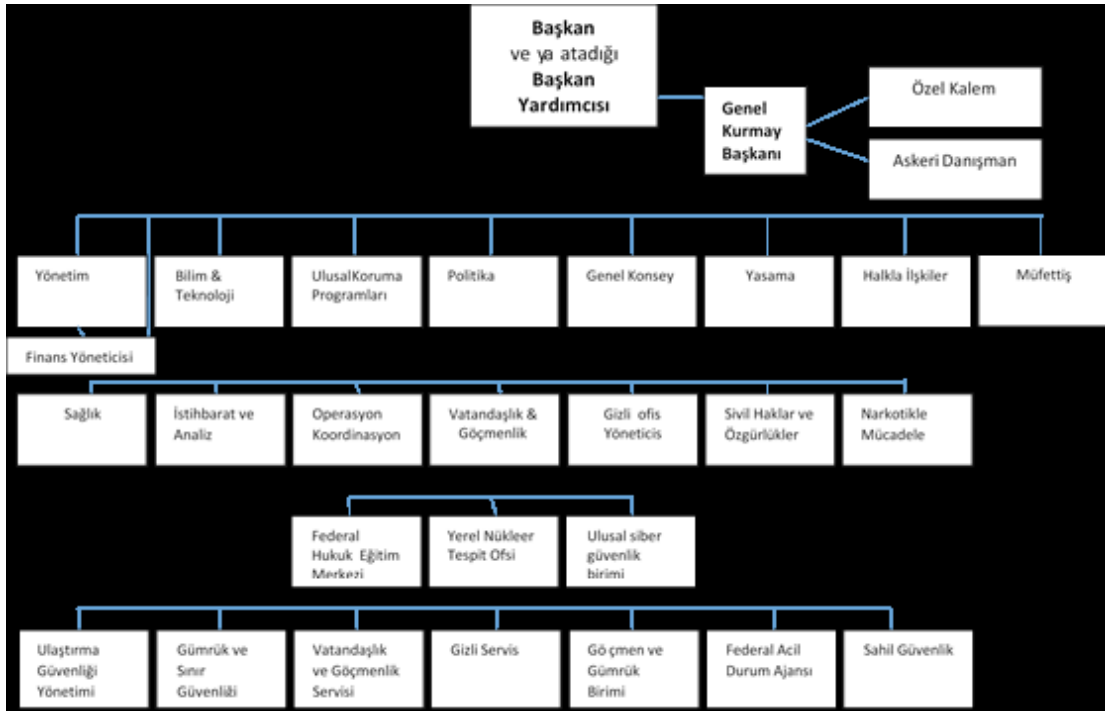 Başkan
ve ya atadığı
Başkan
Yardımcısı
Genel
Kurmay
Başkanı
Özel Kalem
Askeri Danışman
Yönetim
Bilim &
Teknoloji
UlusalKoruma
Programları
Politika
Genel Konsey
Yasama
Halkla İlşkiler
Müfettiş
Finans Yöneticisi
Sağlık
İstihbarat ve
Analiz
Operasyon
Koordinasyon
Vatandaşlık &
Göçmenlik
Gizli ofis
Yöneticis
Sivil Haklar ve
Özgürlükler
Narkotikle
Mücadele
Federal
Hukuk Eğitim
Merkezi
Yerel Nükleer
Tespit Ofsi
Ulusal siber
güvenlik
birimi
Ulaştırma
Güvenliği
Yönetimi
Gümrük ve
Sınır
Güvenliği
Vatandaşlık
ve Göçmenlik
Servisi
Gizli Servis
Gö çmen ve
Gümrük
Birimi
Federal Acil
Durum Ajansı
Sahil Güvenlik